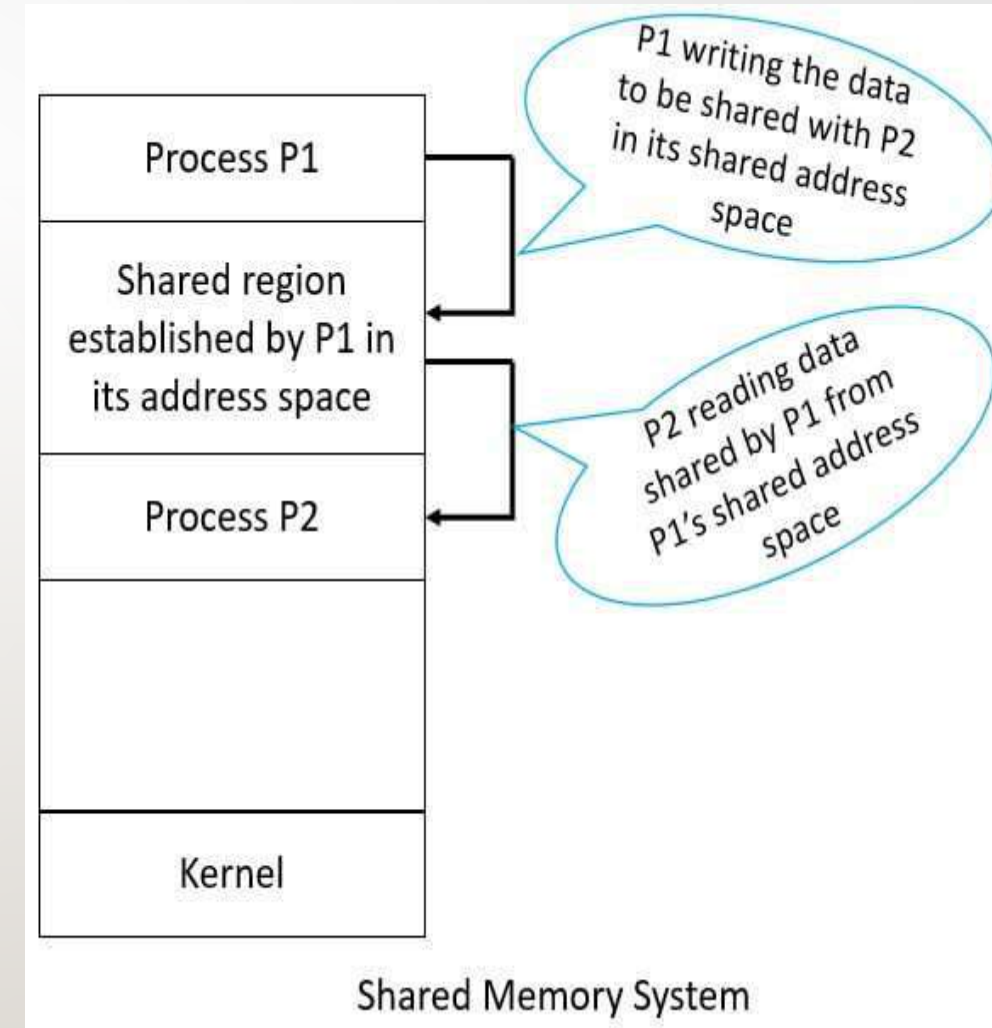 Process P1
Shared region
established by P1 in
its address space
Process P2
Kernel
P1 writing the data
to be shared with P2
in its shared address
space
P2 reading data
shared by P1 from
P1's shared address
space
Shared Memory System